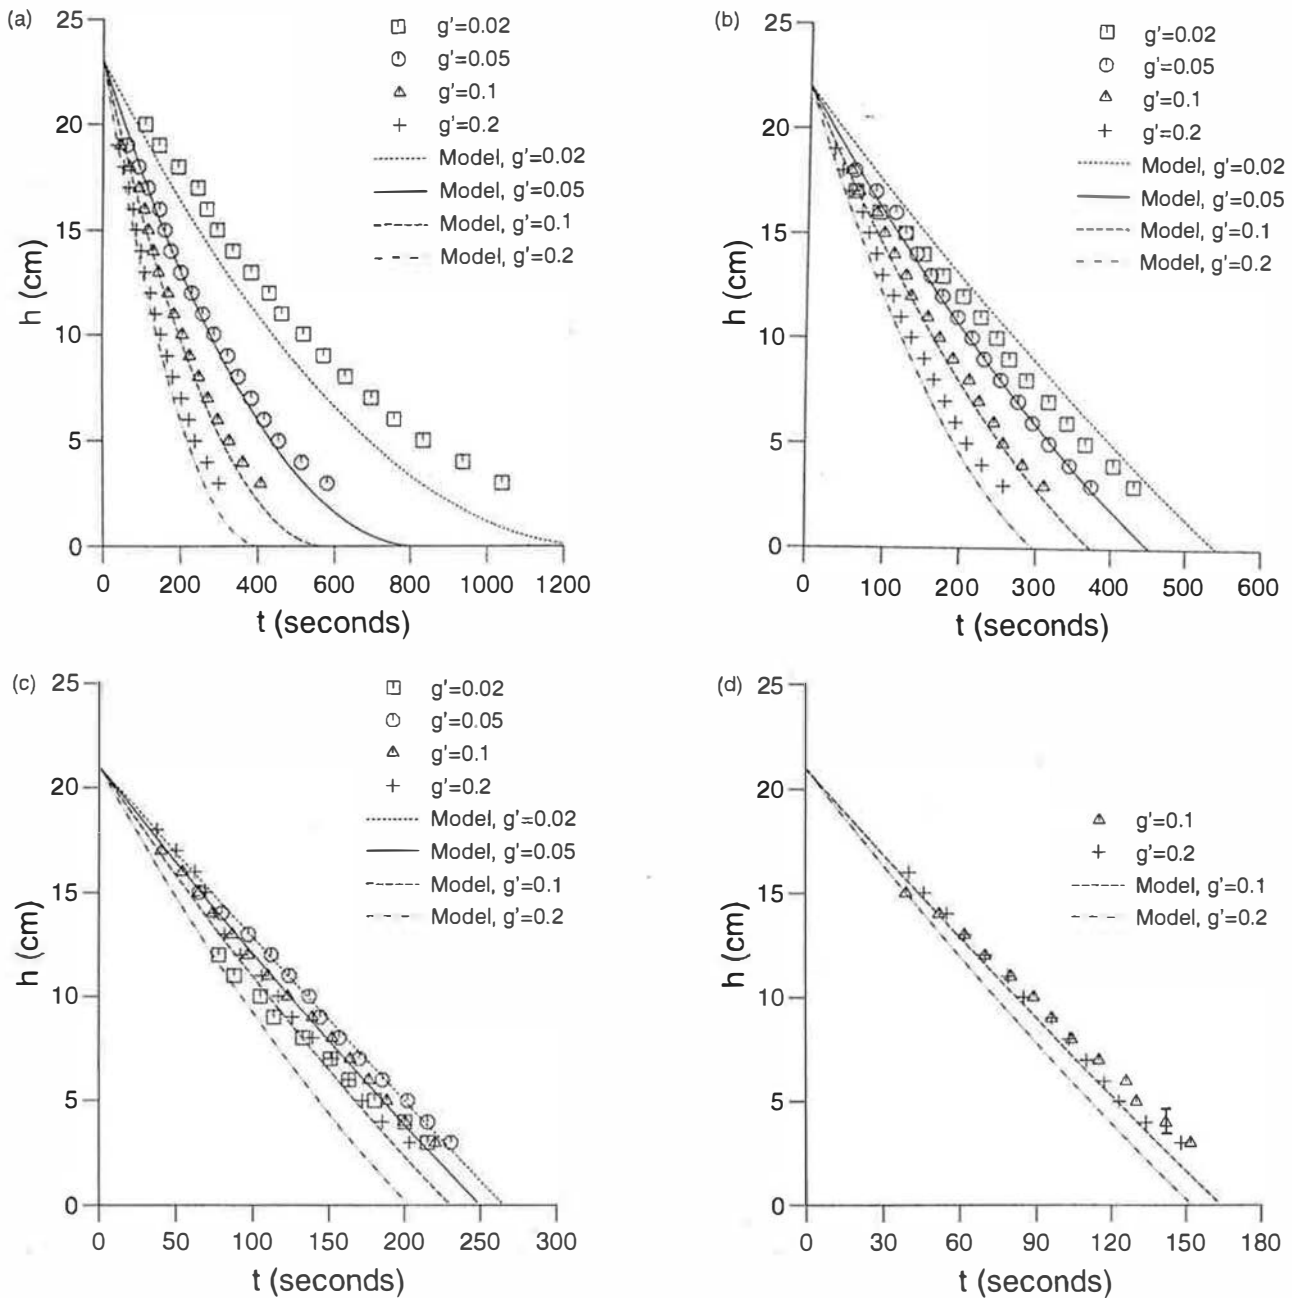 (a)
25
20
15
10
5
0
h (cm)
0 200 400 600 800 1000 1200
t (seconds)
g'=0.02
g'=0.05
g'=0.1
g'=0.2
Model, g'=0.02
Model, g'=0.05
Model, g'=0.1
Model, g'=0.2
(b)
25
20
15
10
5
0
h (cm)
0 100 200 300 400 500 600
t (seconds)
g'=0.02
g'=0.05
g'=0.1
g'=0.2
Model, g'=0.02
Model, g'=0.05
Model, g'=0.1
Model, g'=0.2
(c)
25
20
15
10
5
0
h (cm)
0 50 100 150 200 250 300
t (seconds)
g'=0.02
g'=0.05
g'=0.1
g'=0.2
Model, g'=0.02
Model, g'=0.05
Model, g'=0.1
Model, g'=0.2
(d)
25
20
15
10
5
0
h (cm)
0 30 60 90 120 150 180
t (seconds)
g'=0.1
g'=0.2
Model, g'=0.1
Model, g'=0.2